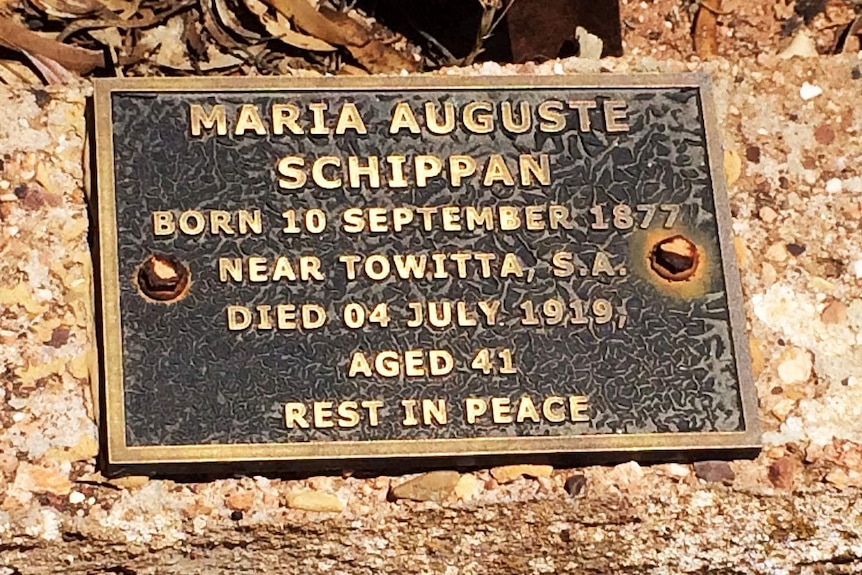 MARIA AUGUSTE
SCHIPPAN
BORN 10 SEPTEMBER 1877
NEAR TOWITTA, S.A.
DIED 04 JULY 1919,
AGED 41
REST IN PEACE